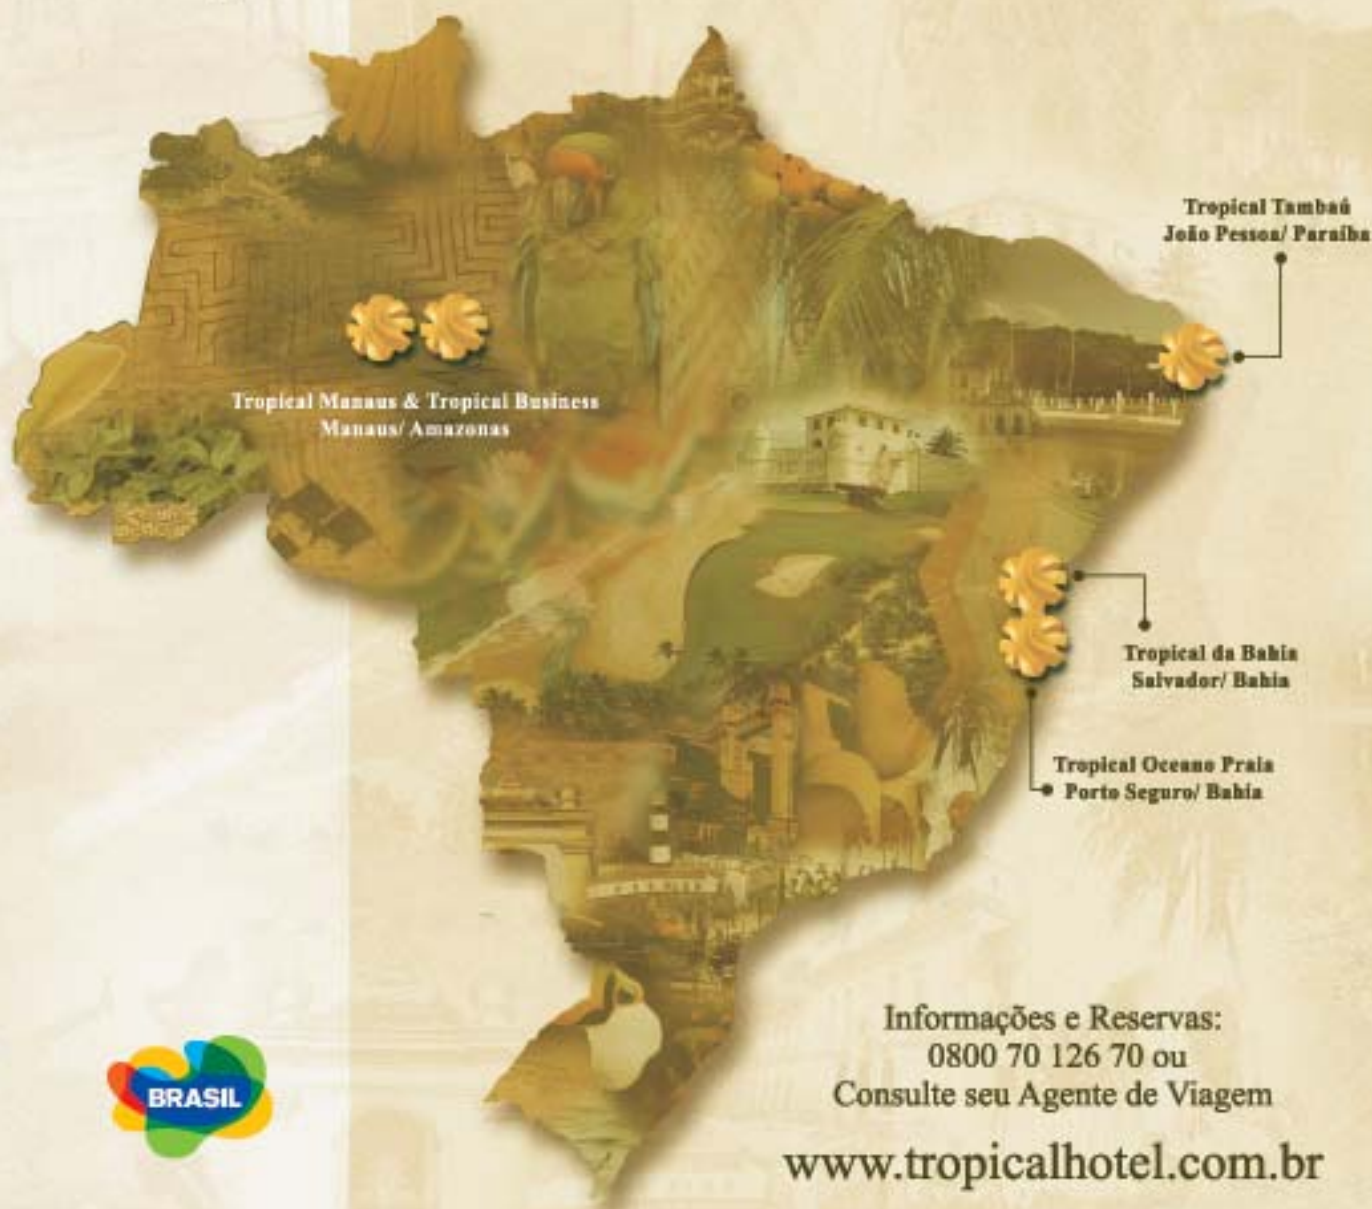 Tropical Tambaú
João Pessoa/ Paraíba
Tropical Manaus & Tropical Business
Manaus/ Amazonas
Tropical da Bahia
Salvador/ Bahia
Tropical Oceano Praia
Porto Seguro/ Bahia
Informações e Reservas:
0800 70 126 70 ou
Consulte seu Agente de Viagem
www.tropicalhotel.com.br
BRASIL